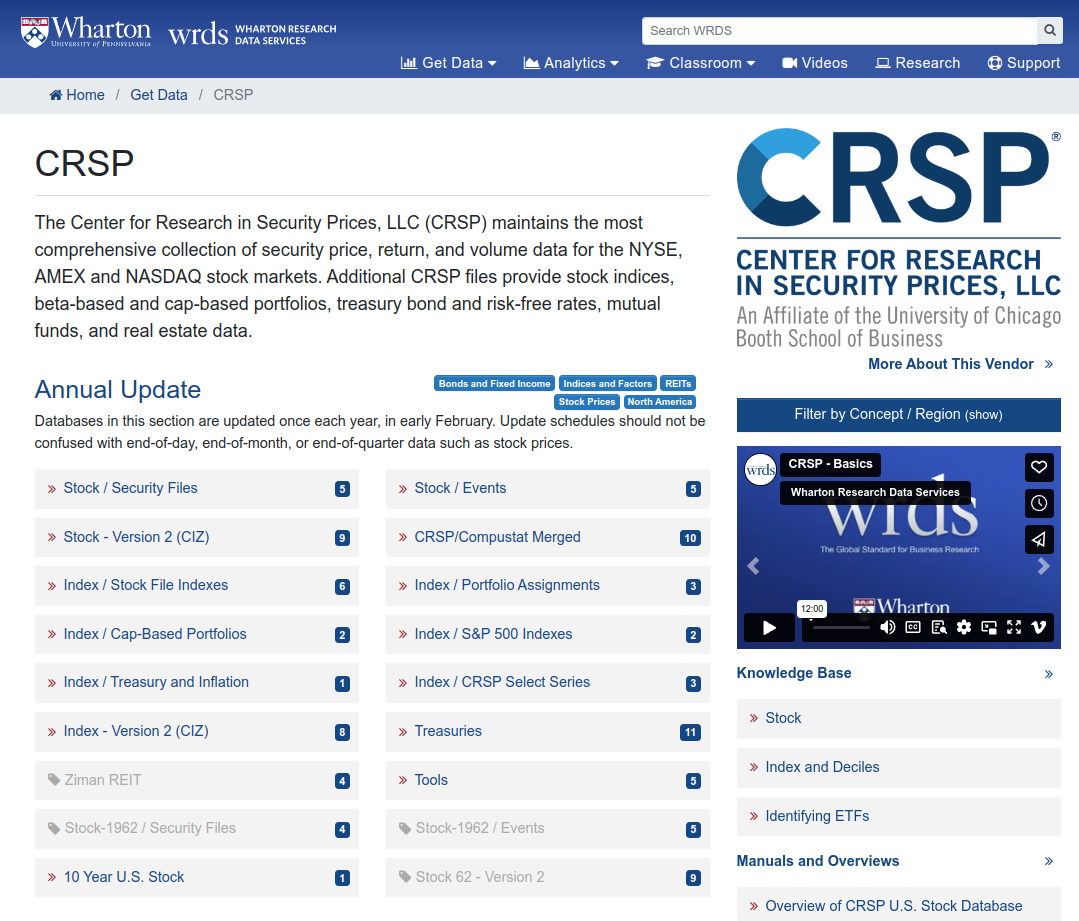 Wharton
UNIVERSITY of PENNSYLVANIA
wrds
WHARTON RESEARCH
DATA SERVICES
Search WRDS
Get Data
Analytics
Classroom
Videos
Research
Support
Home / Get Data / CRSP
CRSP
The Center for Research in Security Prices, LLC (CRSP) maintains the most
comprehensive collection of security price, return, and volume data for the NYSE,
AMEX and NASDAQ stock markets. Additional CRSP files provide stock indices,
beta-based and cap-based portfolios, treasury bond and risk-free rates, mutual
funds, and real estate data.
Annual Update
Bonds and Fixed Income Indices and Factors REITs
Stock Prices North America
Databases in this section are updated once each year, in early February. Update schedules should not be
confused with end-of-day, end-of-month, or end-of-quarter data such as stock prices.
» Stock / Security Files 5
» Stock / Events 5
» Stock - Version 2 (CIZ) 9
» CRSP/Compustat Merged 10
» Index / Stock File Indexes 6
» Index / Portfolio Assignments 3
» Index / Cap-Based Portfolios 2
» Index / S&P 500 Indexes 2
» Index / Treasury and Inflation 1
» Index / CRSP Select Series 3
» Index - Version 2 (CIZ) 8
» Treasuries 11
Ziman REIT 4
» Tools 5
Stock-1962 / Security Files 4
Stock-1962 / Events 5
» 10 Year U.S. Stock 1
Stock 62 - Version 2 9
CRSP®
CENTER FOR RESEARCH
IN SECURITY PRICES, LLC
An Affiliate of the University of Chicago
Booth School of Business
More About This Vendor »
Filter by Concept / Region (show)
wrds
CRSP - Basics
Wharton Research Data Services
wrds
The Global Standard for Business Research
Wharton
12:00
CC
Knowledge Base »
» Stock
» Index and Deciles
» Identifying ETFs
Manuals and Overviews »
» Overview of CRSP U.S. Stock Database